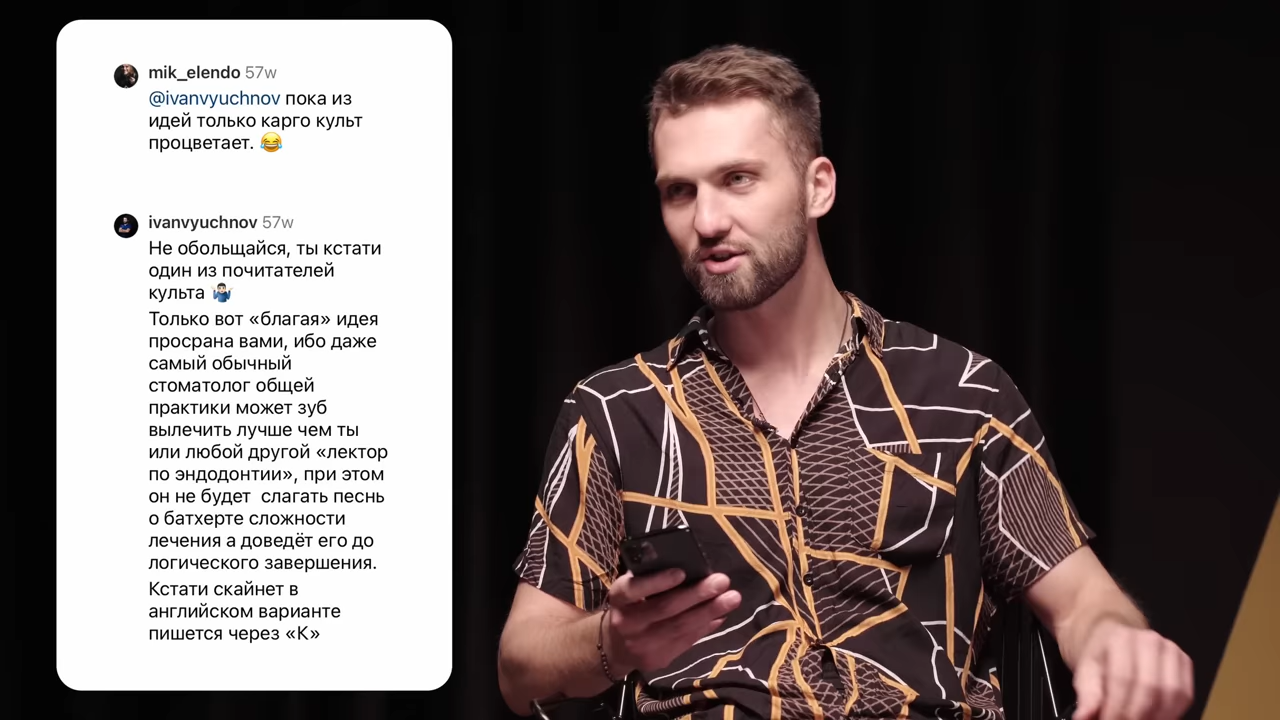 mik_elendo 57w
@ivanvyuchnov пока из
идей только карго культ
процветает. 😂
ivanvyuchnov 57w
Не обольщайся, ты кстати
один из почитателей
культа 🤷🏻‍♂️
Только вот «благая» идея
просрана вами, ибо даже
самый обычный
стоматолог общей
практики может зуб
вылечить лучше чем ты
или любой другой «лектор
по эндодонтии», при этом
он не будет  слагать песнь
о батхерте сложности
лечения а доведёт его до
логического завершения.
Кстати скайнет в
английском варианте
пишется через «К»